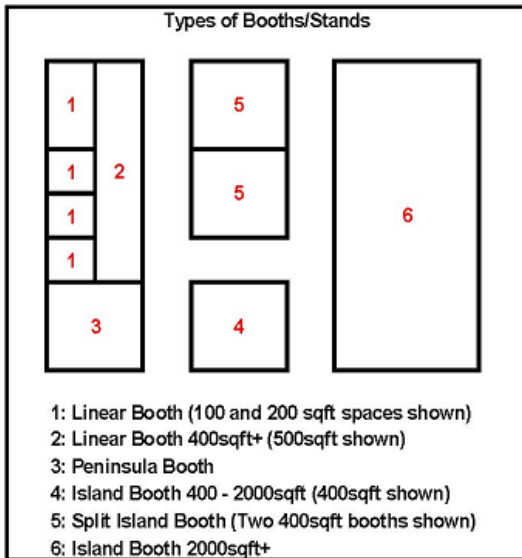 Types of Booths/Stands
1
5
1
2
5
1
6
1
3
4
1: Linear Booth (100 and 200 sqft spaces shown)
2: Linear Booth 400sqft+ (500sqft shown)
3: Peninsula Booth
4: Island Booth 400 - 2000sqft (400sqft shown)
5: Split Island Booth (Two 400sqft booths shown)
6: Island Booth 2000sqft+